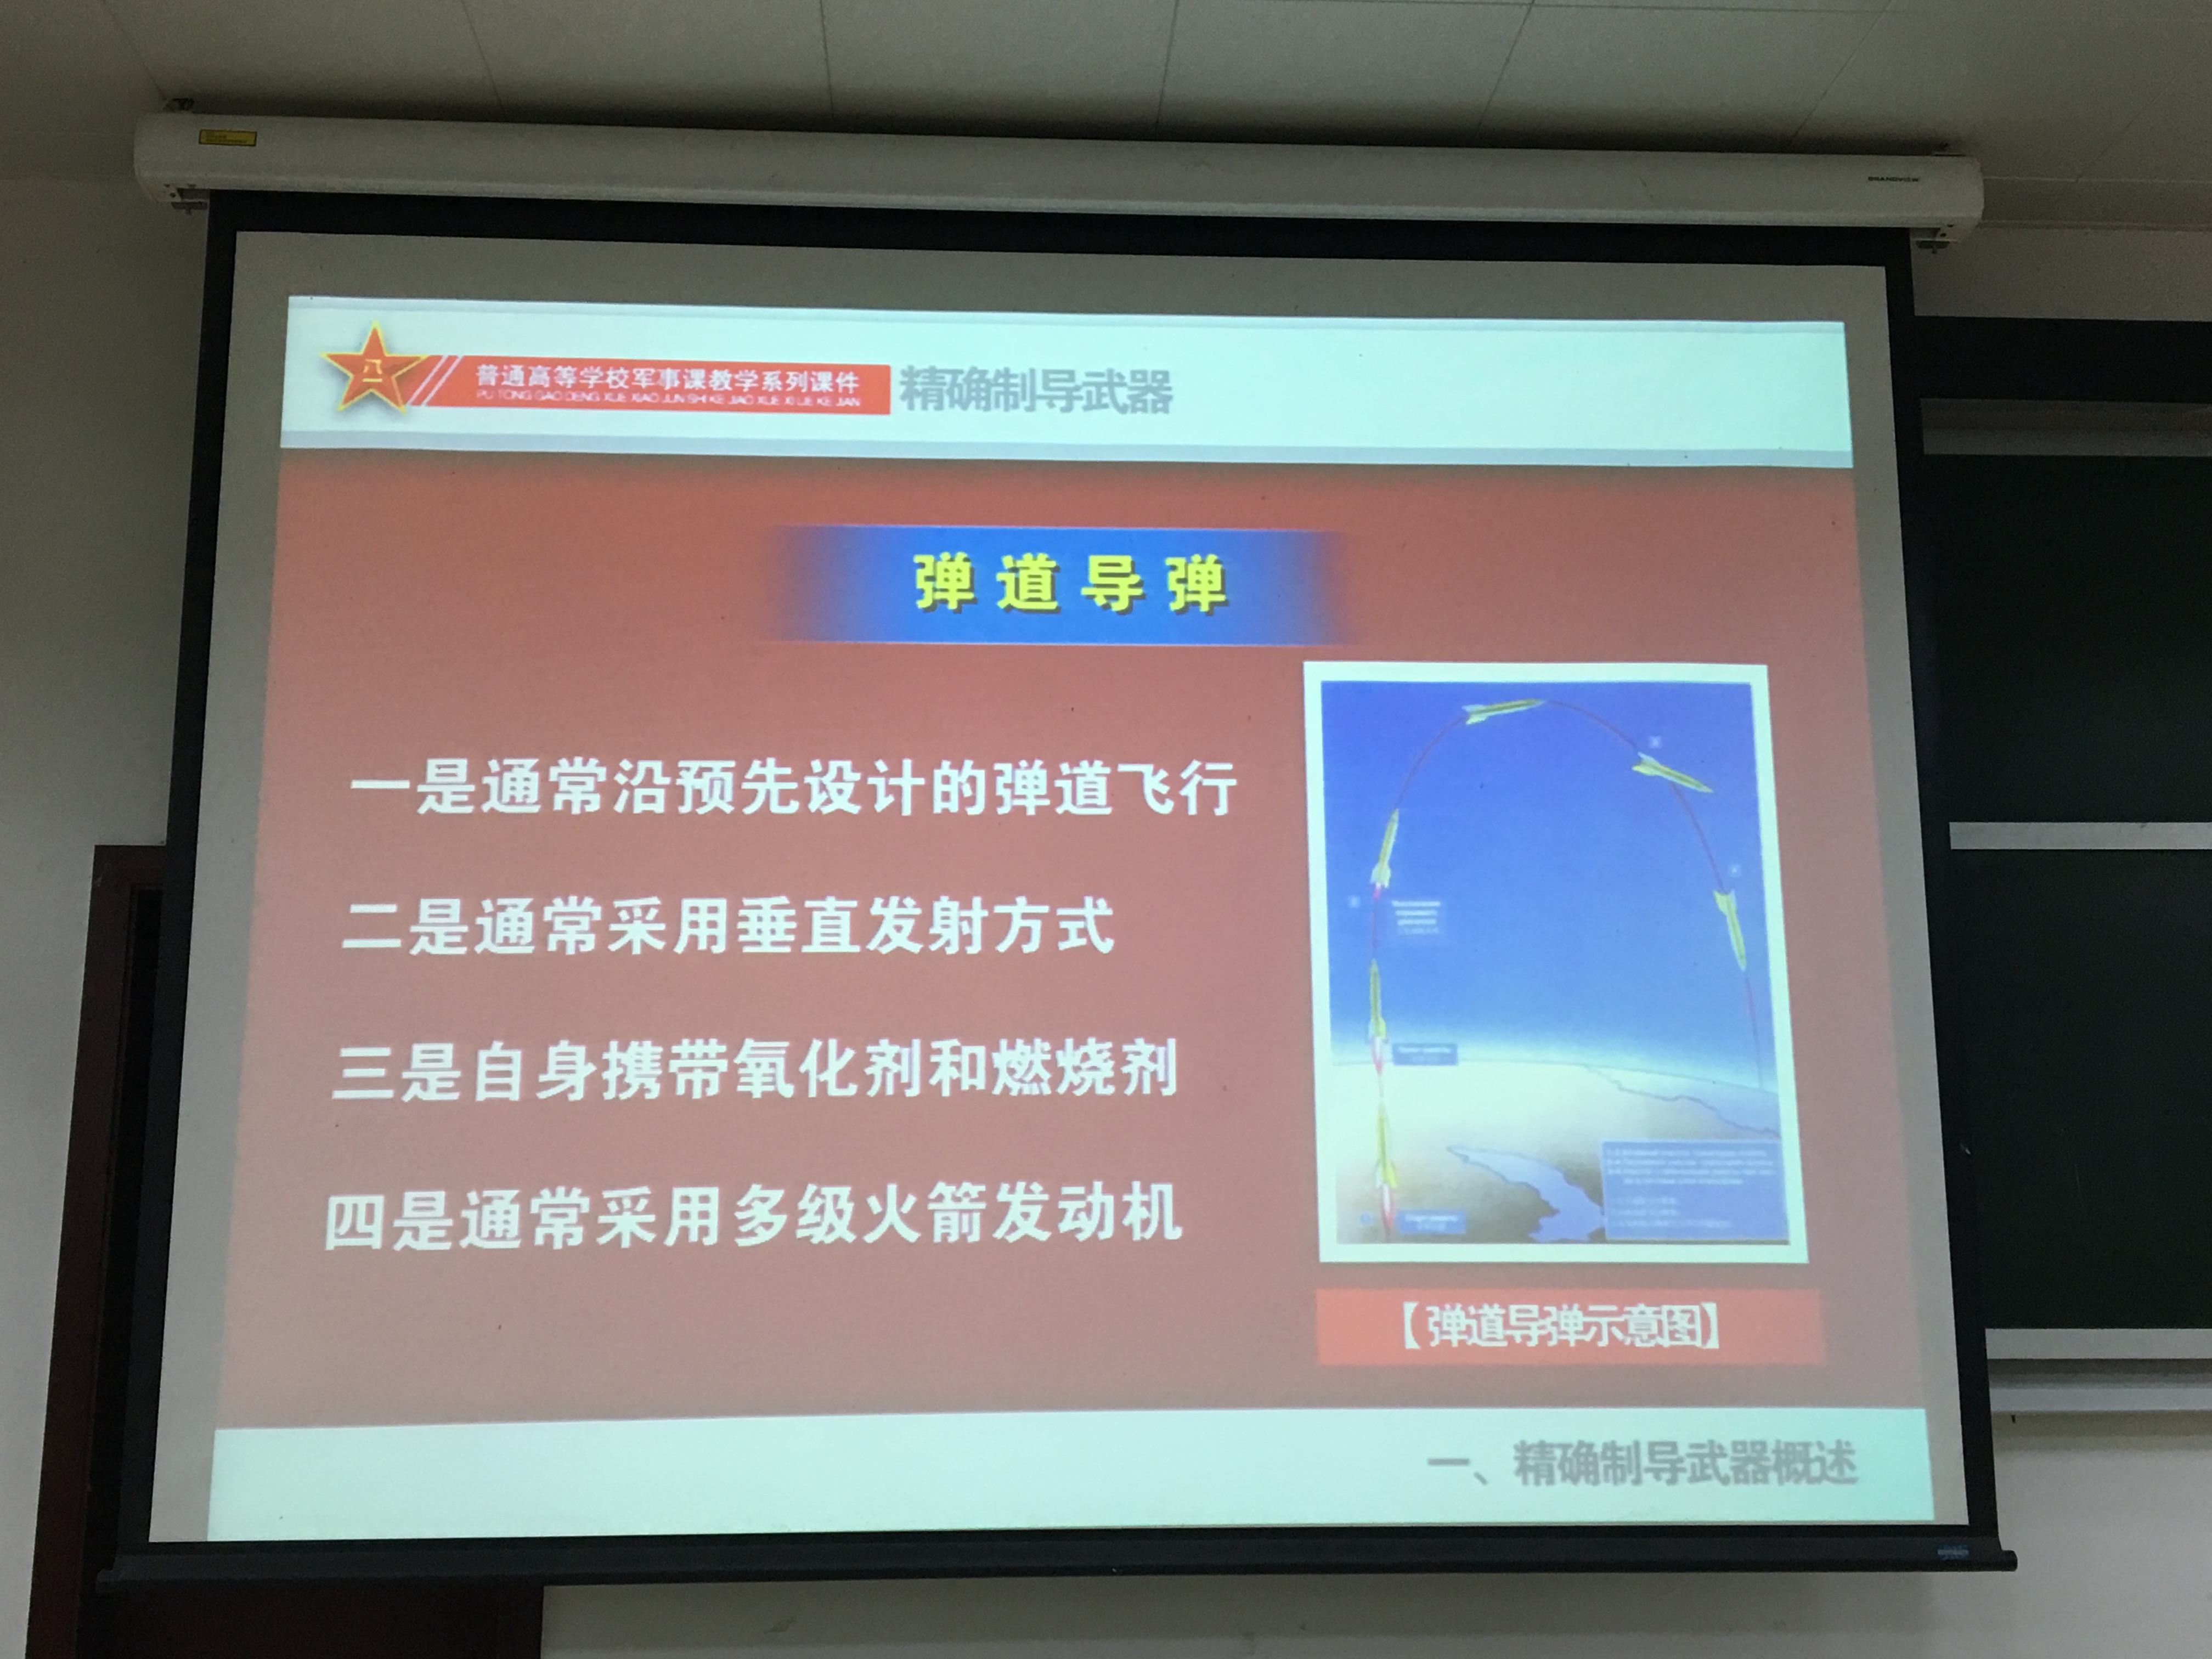 GRANDVIEW
八一
普通高等学校军事课教学系列课件
PU TONG GAO DENG XUE XIAO JUN SHI KE JIAO XUE XI LIE KE JIAN
精确制导武器
弹道导弹
一是通常沿预先设计的弹道飞行
二是通常采用垂直发射方式
三是自身携带氧化剂和燃烧剂
四是通常采用多级火箭发动机
【弹道导弹示意图】
一、精确制导武器概述